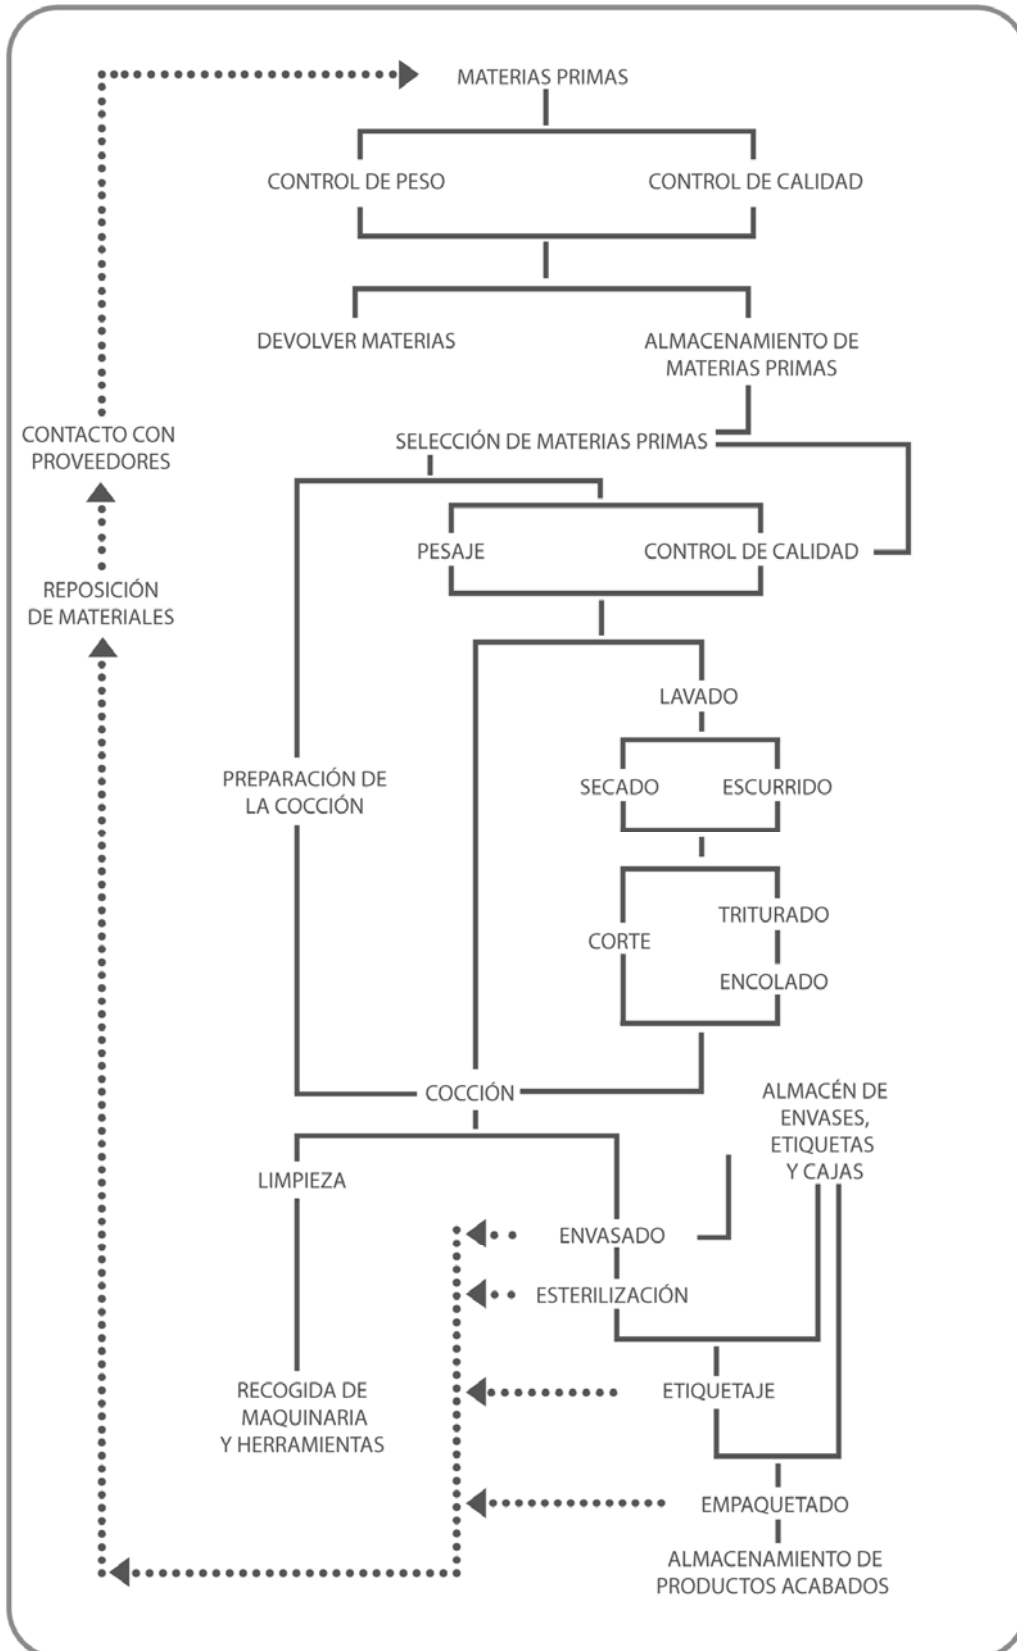 MATERIAS PRIMAS
CONTROL DE PESO
CONTROL DE CALIDAD
DEVOLVER MATERIAS
ALMACENAMIENTO DE
MATERIAS PRIMAS
CONTACTO CON
PROVEEDORES
SELECCIÓN DE MATERIAS PRIMAS
PESAJE
CONTROL DE CALIDAD
REPOSICIÓN
DE MATERIALES
LAVADO
PREPARACIÓN DE
LA COCCIÓN
SECADO
ESCURRIDO
CORTE
TRITURADO
ENCOLADO
COCCIÓN
ALMACÉN DE
ENVASES,
ETIQUETAS
Y CAJAS
LIMPIEZA
ENVASADO
ESTERILIZACIÓN
RECOGIDA DE
MAQUINARIA
Y HERRAMIENTAS
ETIQUETAJE
EMPAQUETADO
ALMACENAMIENTO DE
PRODUCTOS ACABADOS